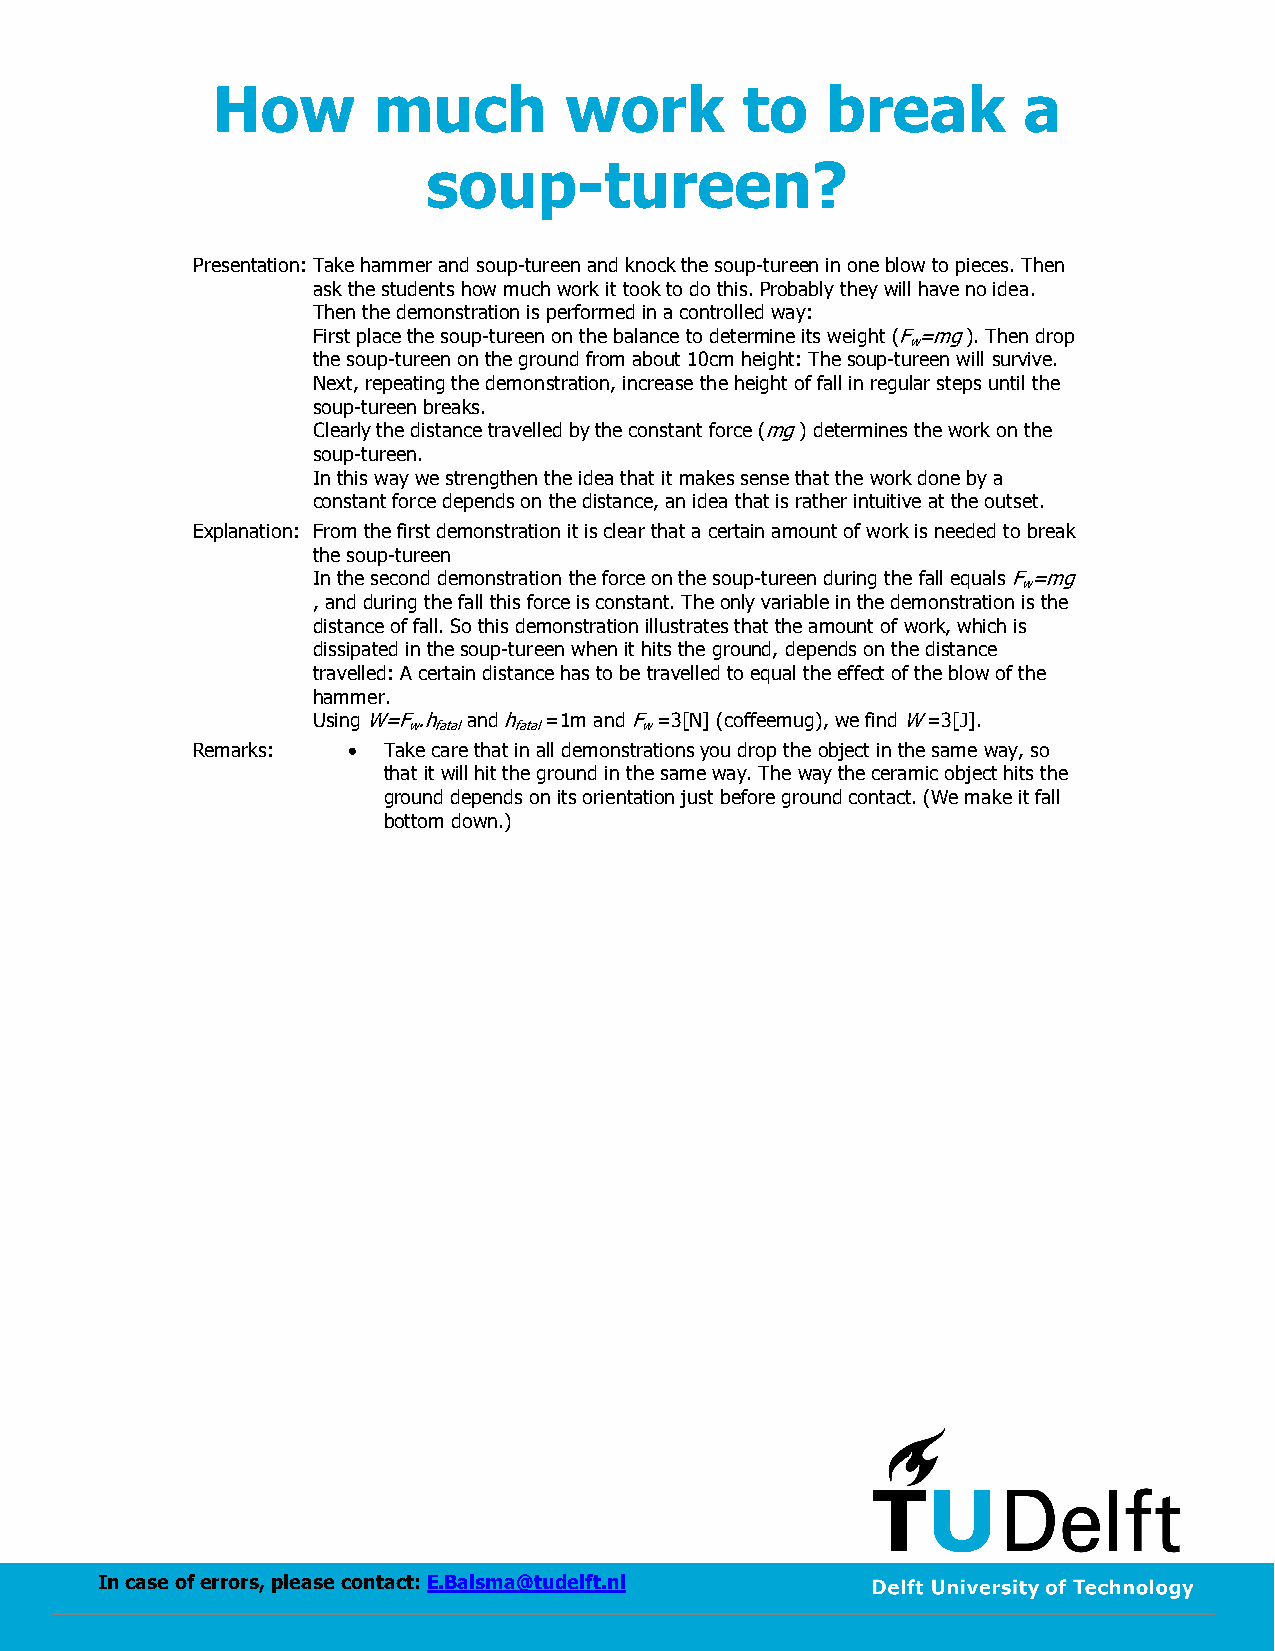 How much work to break a
soup-tureen?
Presentation: Take hammer and soup-tureen and knock the soup-tureen in one blow to pieces. Then
ask the students how much work it took to do this. Probably they will have no idea.
Then the demonstration is performed in a controlled way:
First place the soup-tureen on the balance to determine its weight (Fw=mg ). Then drop
the soup-tureen on the ground from about 10cm height: The soup-tureen will survive.
Next, repeating the demonstration, increase the height of fall in regular steps until the
soup-tureen breaks.
Clearly the distance travelled by the constant force (mg ) determines the work on the
soup-tureen.
In this way we strengthen the idea that it makes sense that the work done by a
constant force depends on the distance, an idea that is rather intuitive at the outset.
Explanation: From the first demonstration it is clear that a certain amount of work is needed to break
the soup-tureen
In the second demonstration the force on the soup-tureen during the fall equals Fw=mg
, and during the fall this force is constant. The only variable in the demonstration is the
distance of fall. So this demonstration illustrates that the amount of work, which is
dissipated in the soup-tureen when it hits the ground, depends on the distance
travelled: A certain distance has to be travelled to equal the effect of the blow of the
hammer.
Using W=Fw.hfatal and hfatal =1m and Fw =3[N] (coffeemug), we find W =3[J].
Remarks: • Take care that in all demonstrations you drop the object in the same way, so
that it will hit the ground in the same way. The way the ceramic object hits the
ground depends on its orientation just before ground contact. (We make it fall
bottom down.)
TUDelft
In case of errors, please contact: E.Balsma@tudelft.nl
Delft University of Technology